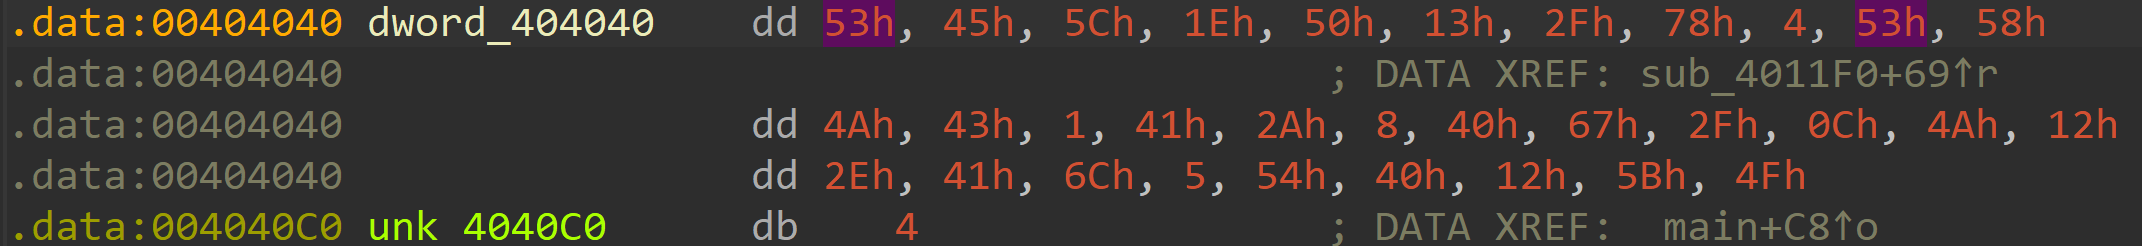 .data:00404040 dword_404040 dd 53h, 45h, 5Ch, 1Eh, 50h, 13h, 2Fh, 78h, 4, 53h, 58h
.data:00404040 ; DATA XREF: sub_4011F0+69↑r
.data:00404040 dd 4Ah, 43h, 1, 41h, 2Ah, 8, 40h, 67h, 2Fh, 0Ch, 4Ah, 12h
.data:00404040 dd 2Eh, 41h, 6Ch, 5, 54h, 40h, 12h, 5Bh, 4Fh
.data:004040C0 unk_4040C0 db 4 ; DATA XREF: main+C8↑o